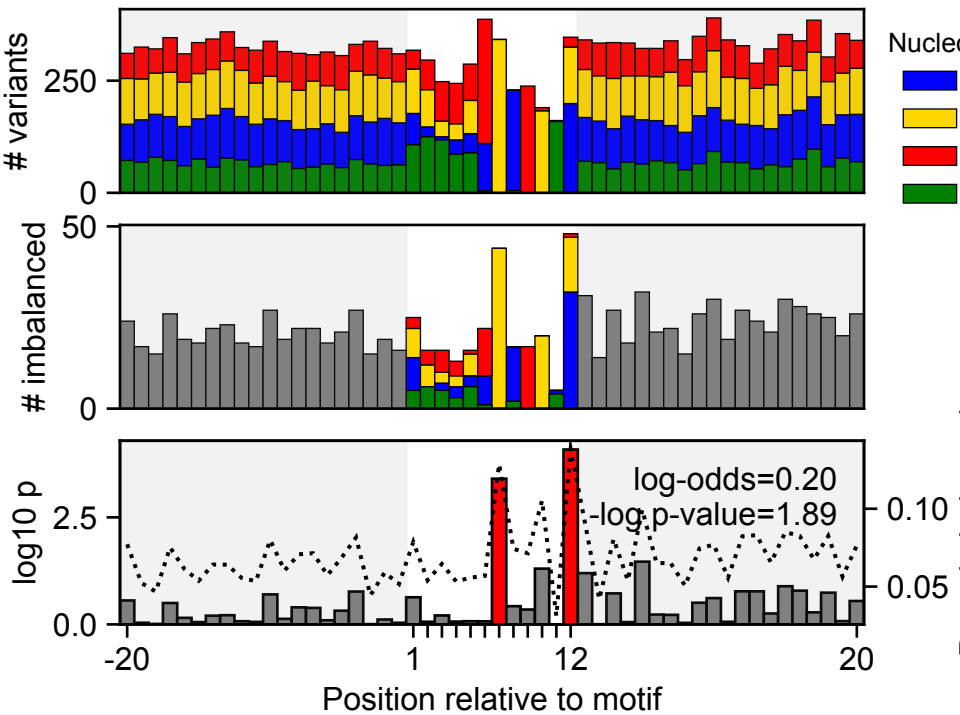 # variants
250
0
Nucleo
# imbalanced
50
0
log10 p
2.5
0.0
log-odds=0.20
-log p-value=1.89
0.10
0.05
-20
1
12
20
Position relative to motif